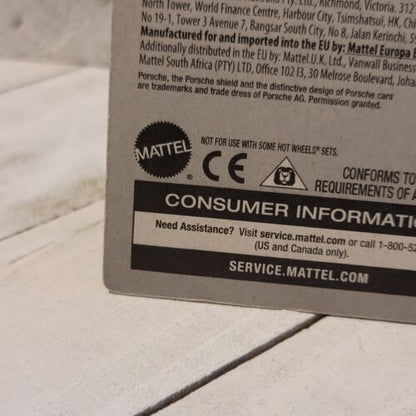 Richmond, Victoria. 3121
North Tower, World Finance Centre, Harbour City, Tsimshatsui, HK, Chi
No 19-1, Tower 3 Avenue 7, Bangsar South City, No 8, Jalan Kerinchi, 5
Manufactured for and imported into the EU by: Mattel Europa B
Additionally distributed in the EU by: Mattel U.K. Ltd., Vanwall Business
Mattel South Africa (PTY) LTD, Office 102 I3, 30 Melrose Boulevard, Johan
Porsche, the Porsche shield and the distinctive design of Porsche cars
are trademarks and trade dress of Porsche AG. Permission granted.
MATTEL
NOT FOR USE WITH SOME HOT WHEELS® SETS.
CE
CONFORMS TO
REQUIREMENTS OF A
CONSUMER INFORMATI
Need Assistance? Visit service.mattel.com or call 1-800-52
(US and Canada only).
SERVICE.MATTEL.COM